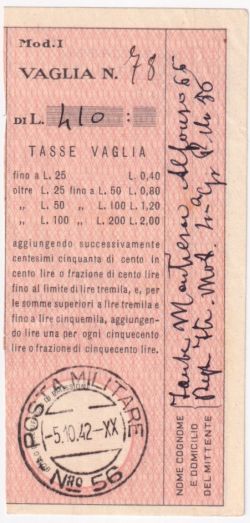 Mod. I
VAGLIA N. 78
DI L. 410 =
TASSE VAGLIA
fino a L. 25 L. 0,40
oltre L. 25 fino a L. 50 L. 0,80
„ L. 50 „ L. 100 L. 1,20
„ L. 100 „ L. 200 L. 2,00
aggiungendo successivamente
centesimi cinquanta di cento in
cento lire o frazione di cento lire
fino al limite di lire tremila, e, per
le somme superiori a lire tremila e
fino a lire cinquemila, aggiungen-
do lire una per ogni cinquecento
lire o frazione di cinquecento lire.
POSTA MILITARE
-5.10.42-XX
NRO 56
NOME COGNOME
E DOMICILIO
DEL MITTENTE
Alfonso